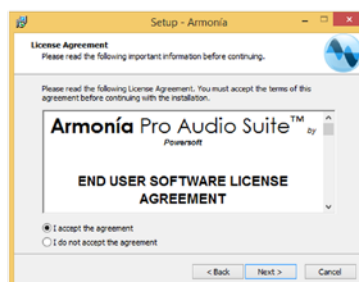 Setup - Armonía
License Agreement
Please read the following important information before continuing.
Please read the following License Agreement. You must accept the terms of this
agreement before continuing with the installation.
Armonía Pro Audio Suite™ by
Powersoft
END USER SOFTWARE LICENSE
AGREEMENT
I accept the agreement
I do not accept the agreement
< Back
Next >
Cancel